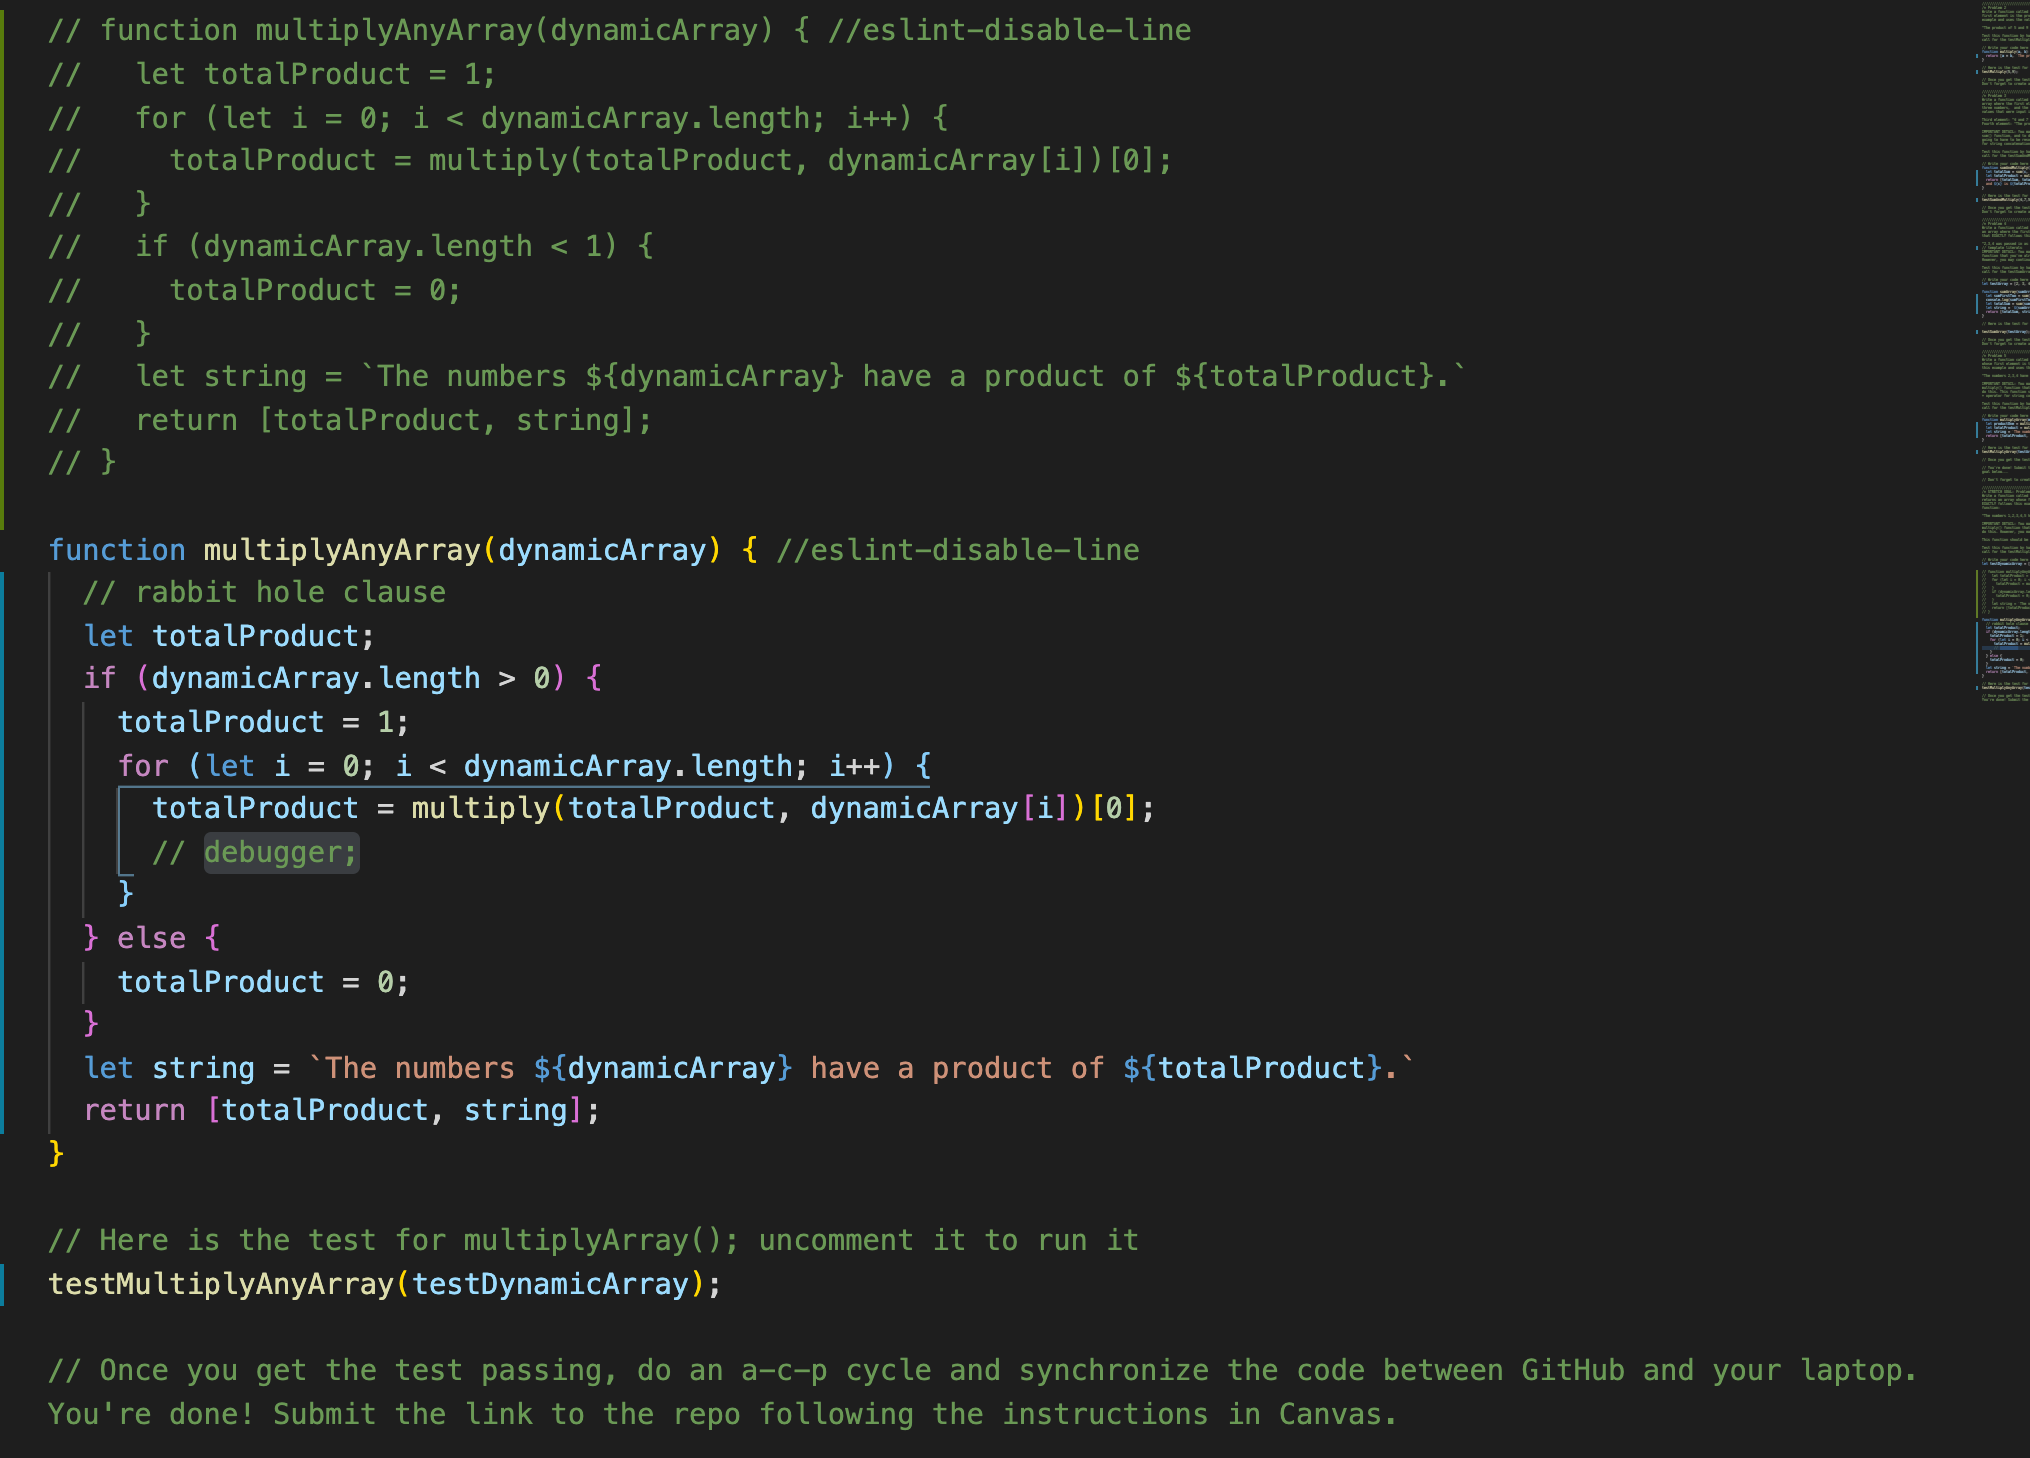 // function multiplyAnyArray(dynamicArray) { //eslint-disable-line
//   let totalProduct = 1;
//   for (let i = 0; i < dynamicArray.length; i++) {
//     totalProduct = multiply(totalProduct, dynamicArray[i])[0];
//   }
//   if (dynamicArray.length < 1) {
//     totalProduct = 0;
//   }
//   let string = `The numbers ${dynamicArray} have a product of ${totalProduct}.`
//   return [totalProduct, string];
// }

function multiplyAnyArray(dynamicArray) { //eslint-disable-line
  // rabbit hole clause
  let totalProduct;
  if (dynamicArray.length > 0) {
    totalProduct = 1;
    for (let i = 0; i < dynamicArray.length; i++) {
      totalProduct = multiply(totalProduct, dynamicArray[i])[0];
      // debugger;
    }
  } else {
    totalProduct = 0;
  }
  let string = `The numbers ${dynamicArray} have a product of ${totalProduct}.`
  return [totalProduct, string];
}

// Here is the test for multiplyArray(); uncomment it to run it
testMultiplyAnyArray(testDynamicArray);

// Once you get the test passing, do an a-c-p cycle and synchronize the code between GitHub and your laptop.
You're done! Submit the link to the repo following the instructions in Canvas.